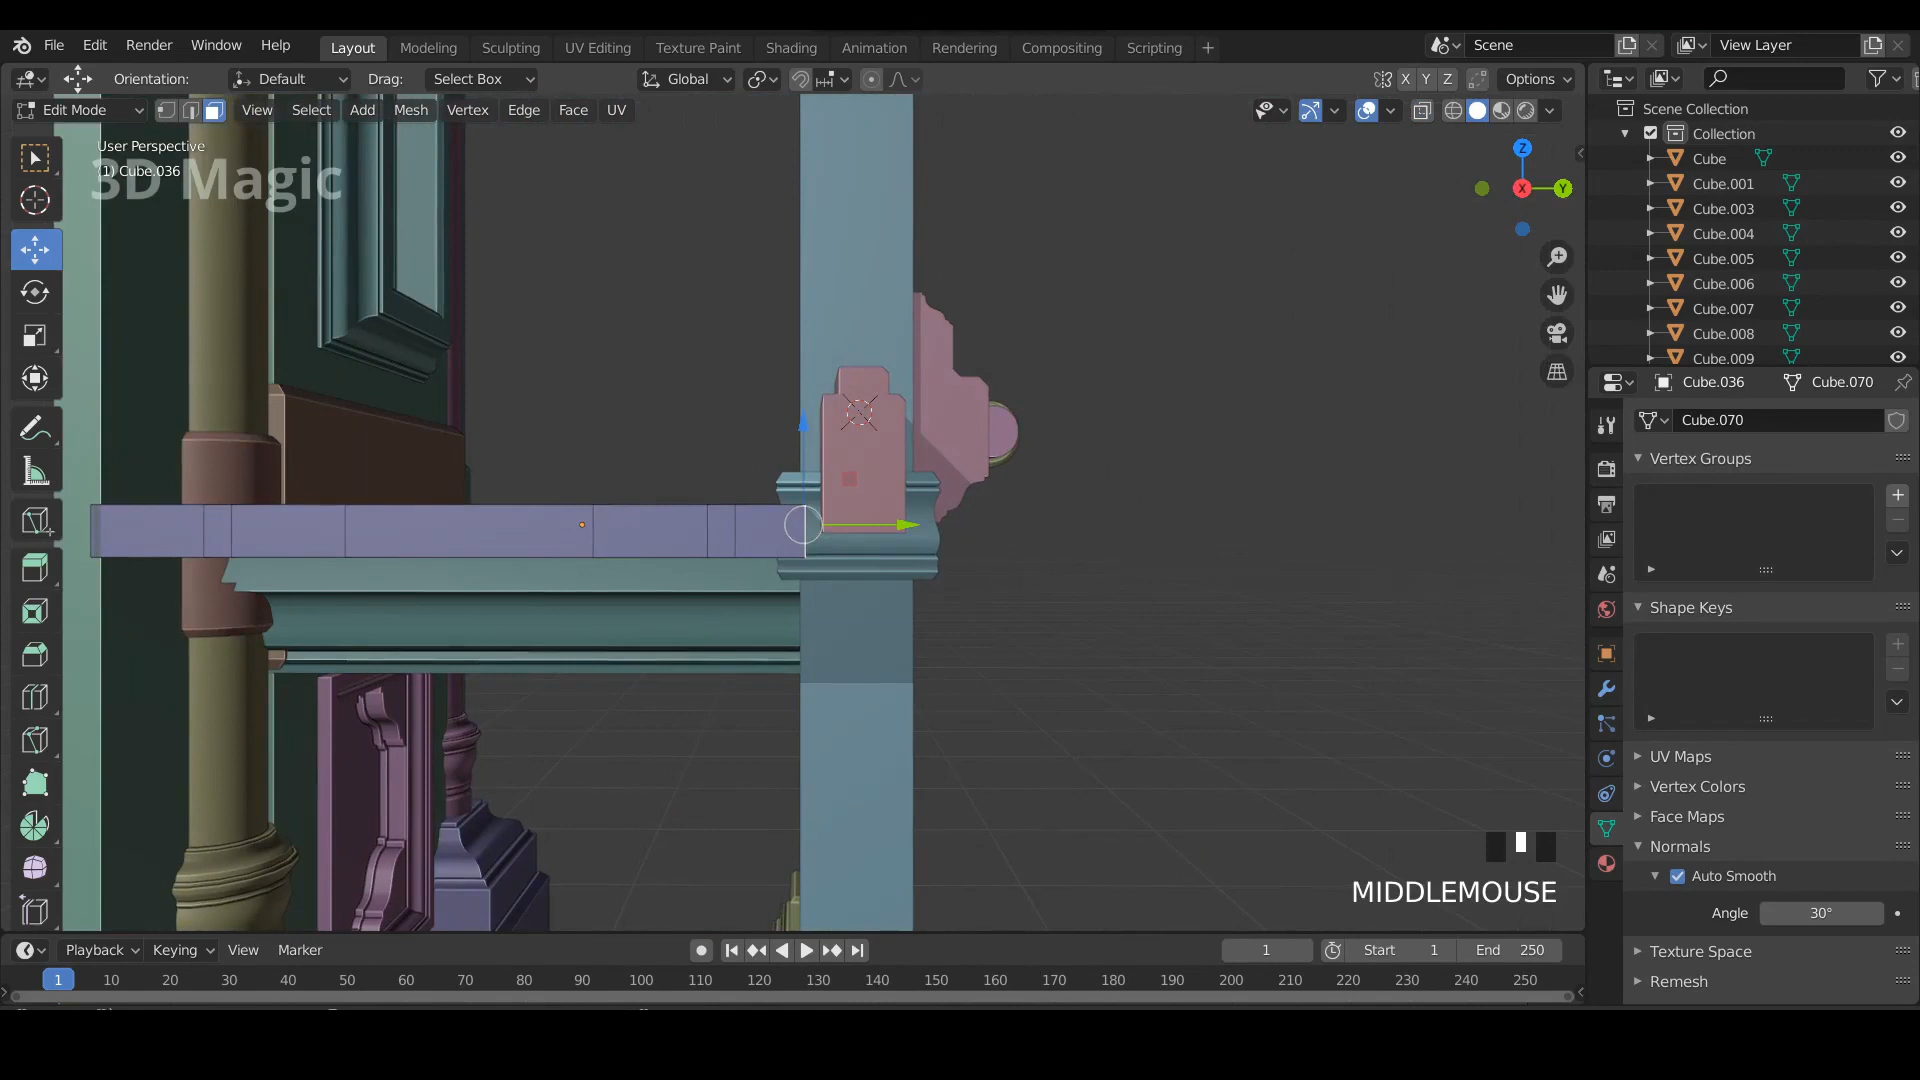 File Edit Render Window Help Layout Modeling Sculpting UV Editing Texture Paint Shading Animation Rendering Compositing Scripting + Scene View Layer
Orientation: Default Drag: Select Box Global X Y Z Options
Edit Mode View Select Add Mesh Vertex Edge Face UV
User Perspective
(1) Cube.036
3D Magic
Z
X
Y
MIDDLEMOUSE
Scene Collection
Collection
Cube
Cube.001
Cube.003
Cube.004
Cube.005
Cube.006
Cube.007
Cube.008
Cube.009
Cube.036 Cube.070
Cube.070
Vertex Groups
Shape Keys
UV Maps
Vertex Colors
Face Maps
Normals
Auto Smooth
Angle 30°
Texture Space
Remesh
Playback Keying View Marker 1 Start 1 End 250
1 10 20 30 40 50 60 70 80 90 100 110 120 130 140 150 160 170 180 190 200 210 220 230 240 250